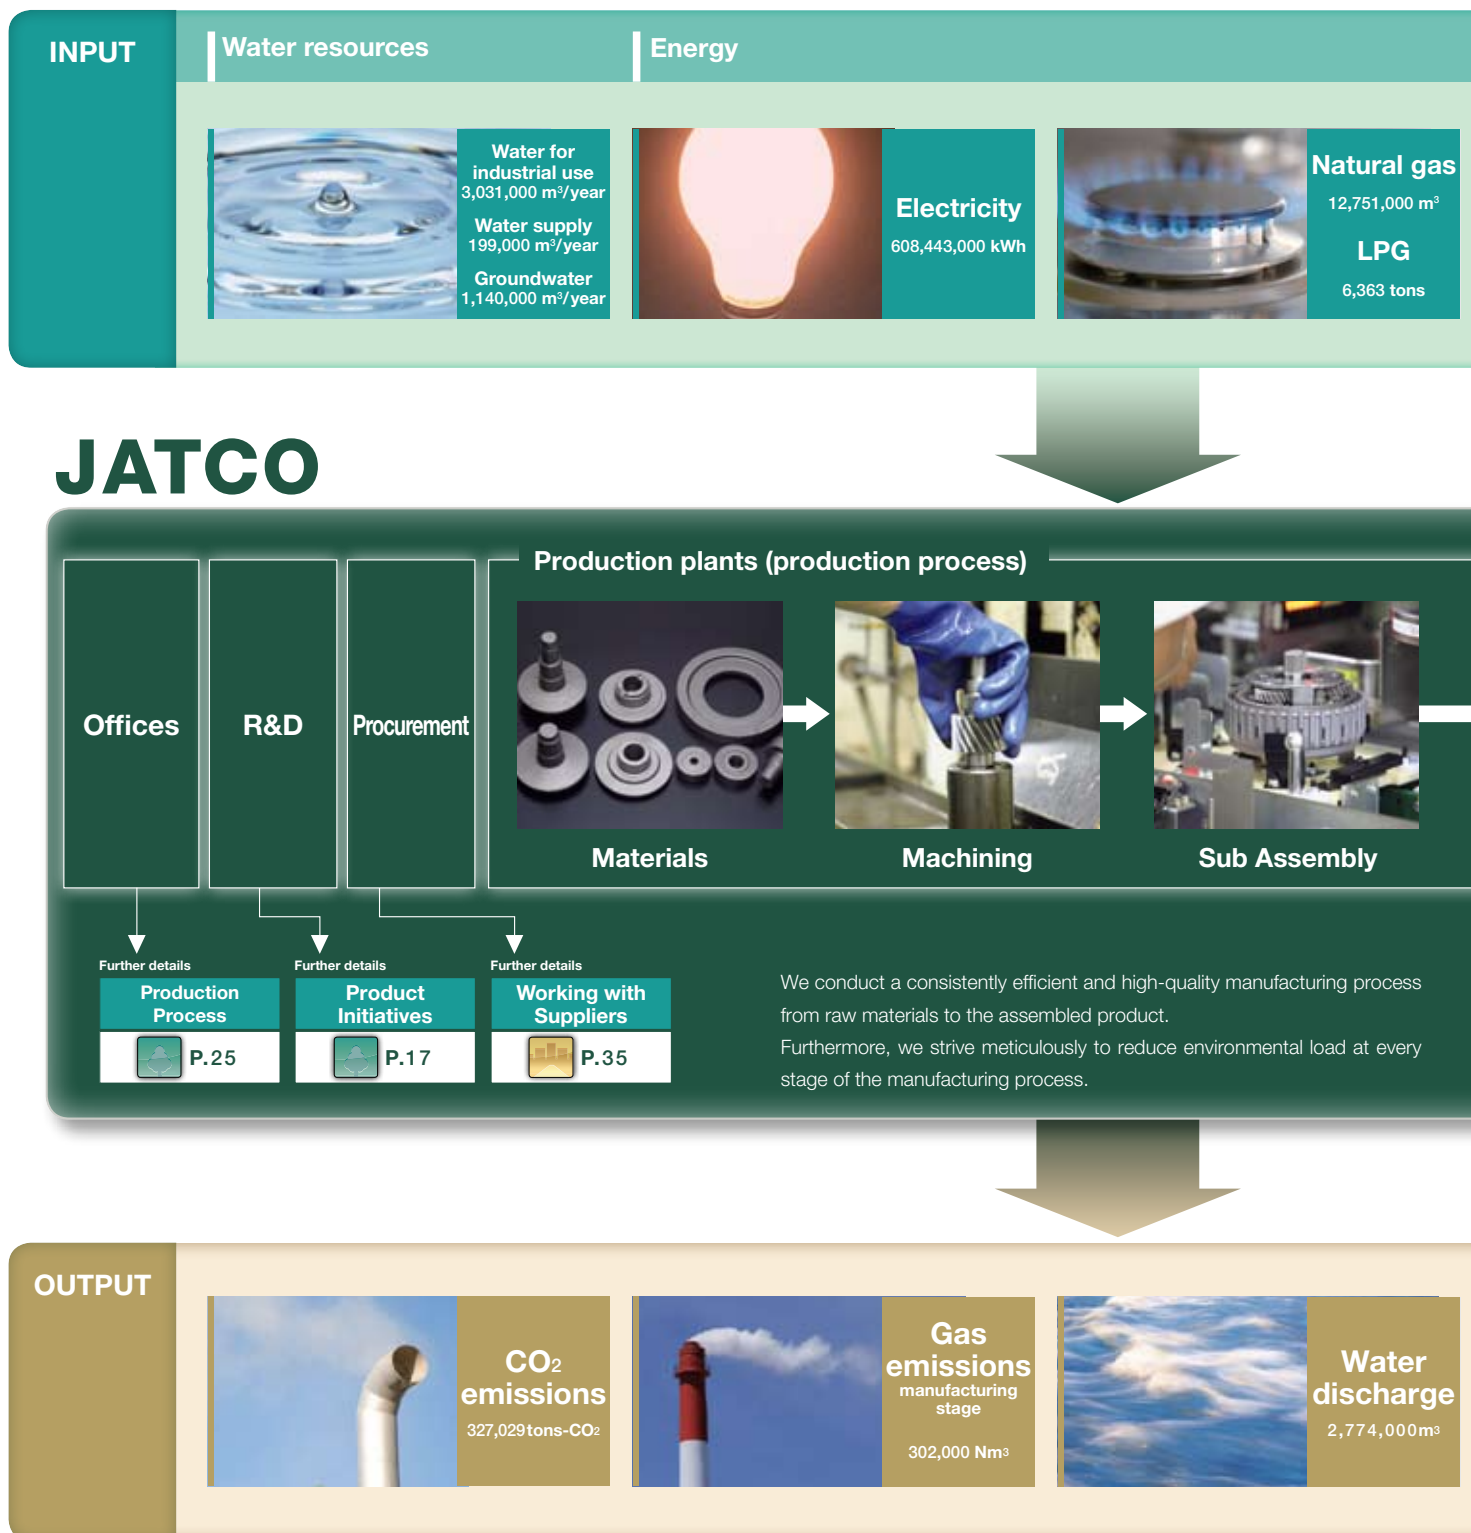 INPUT
Water resources
Energy
Water for
industrial use
3,031,000 m³/year
Water supply
199,000 m³/year
Groundwater
1,140,000 m³/year
Electricity
608,443,000 kWh
Natural gas
12,751,000 m³
LPG
6,363 tons
JATCO
Production plants (production process)
Offices
R&D
Procurement
Materials
Machining
Sub Assembly
Further details
Production
Process
P.25
Further details
Product
Initiatives
P.17
Further details
Working with
Suppliers
P.35
We conduct a consistently efficient and high-quality manufacturing process
from raw materials to the assembled product.
Furthermore, we strive meticulously to reduce environmental load at every
stage of the manufacturing process.
OUTPUT
CO₂
emissions
327,029tons-CO₂
Gas
emissions
manufacturing
stage
302,000 Nm³
Water
discharge
2,774,000m³